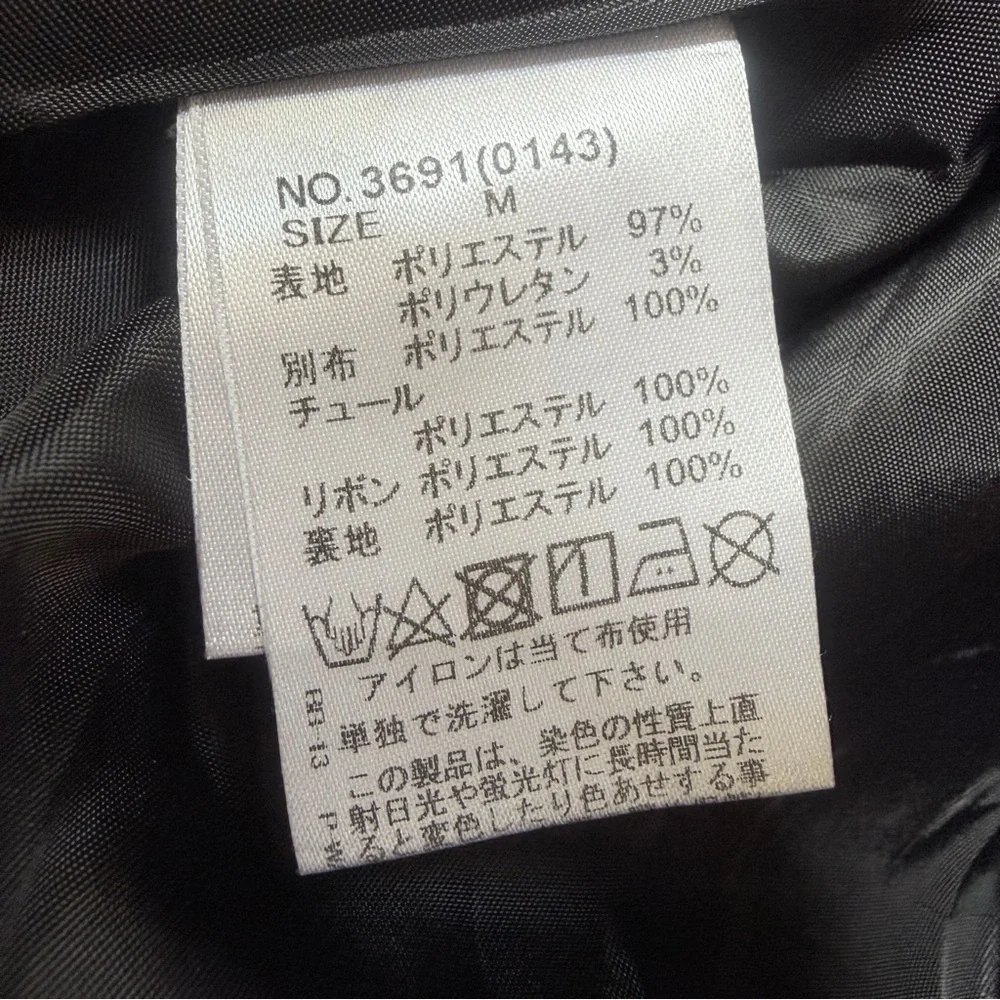 NO.3691(0143)
SIZE M
表地 ポリエステル 97%
ポリウレタン 3%
別布 ポリエステル 100%
チュール
ポリエステル 100%
リボン ポリエステル 100%
裏地 ポリエステル 100%
アイロンは当て布使用
単独で洗濯して下さい。
この製品は、染色の性質上直
射日光や蛍光灯に長時間当た
ると変色したり色あせする事